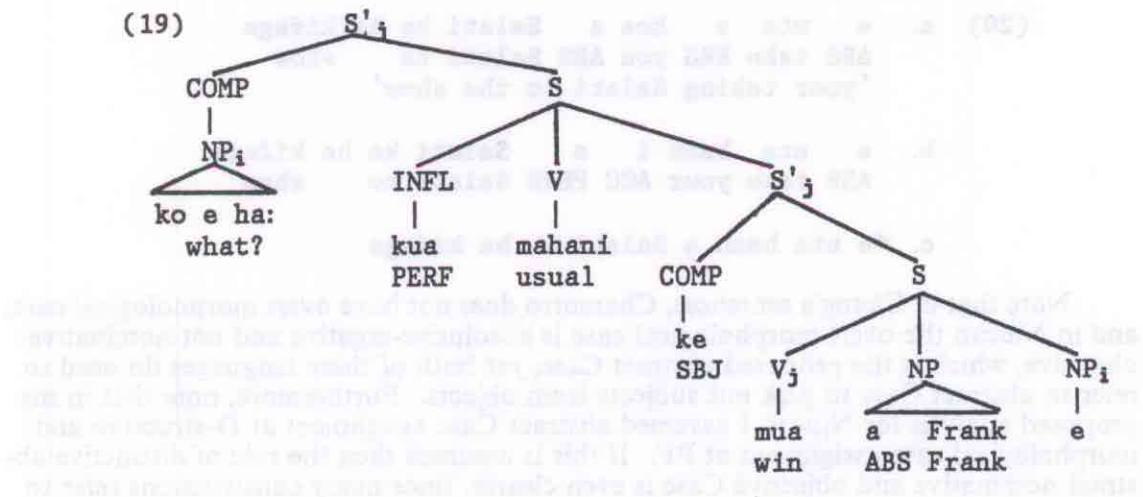 (19) S'j
COMP S
NPi
INFL V S'j
ko e ha:
what? kua mahani
PERF usual COMP S
ke
SBJ Vj NP NPi
mua a Frank e
win ABS Frank